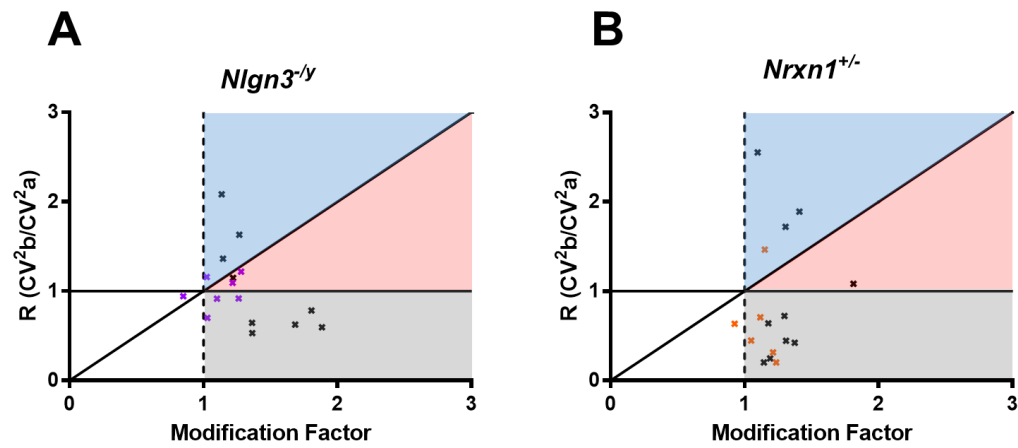 A
Nlgn3-/y
3
2
1
0
R (CV²b/CV²a)
0 1 2 3
Modification Factor
B
Nrxn1+/-
3
2
1
0
R (CV²b/CV²a)
0 1 2 3
Modification Factor